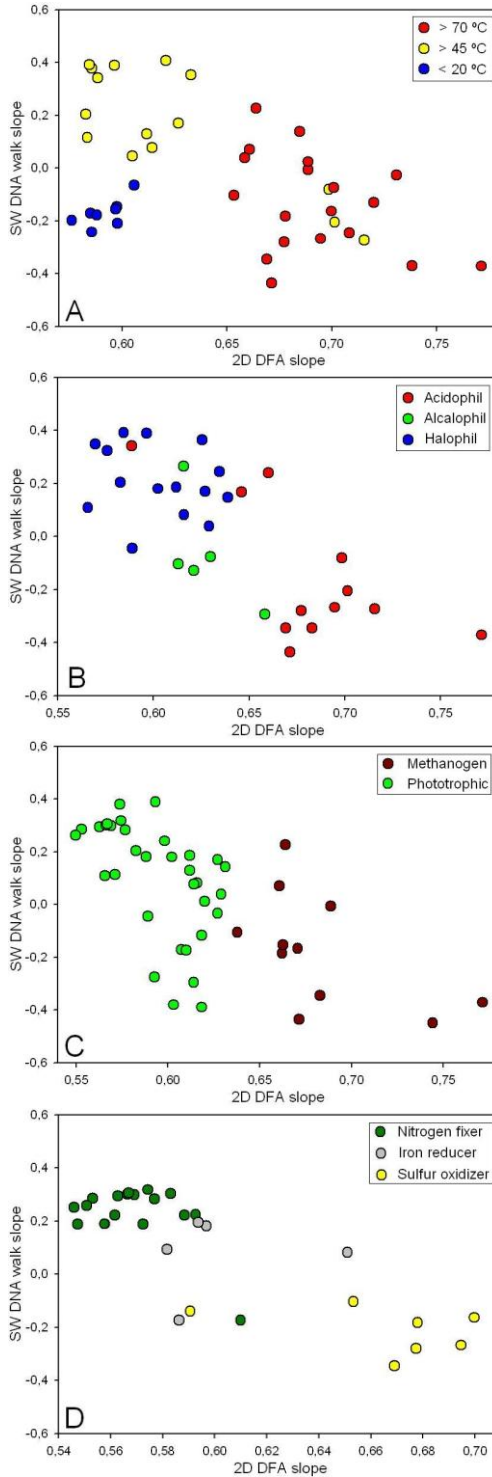 > 70 °C
> 45 °C
< 20 °C
0,6
0,4
0,2
0,0
-0,2
-0,4
-0,6
SW DNA walk slope
A
0,60 0,65 0,70 0,75
2D DFA slope
Acidophil
Alcalophil
Halophil
0,6
0,4
0,2
0,0
-0,2
-0,4
-0,6
SW DNA walk slope
B
0,55 0,60 0,65 0,70 0,75
2D DFA slope
Methanogen
Phototrophic
0,6
0,4
0,2
0,0
-0,2
-0,4
-0,6
SW DNA walk slope
C
0,55 0,60 0,65 0,70 0,75
2D DFA slope
Nitrogen fixer
Iron reducer
Sulfur oxidizer
0,6
0,4
0,2
0,0
-0,2
-0,4
-0,6
SW DNA walk slope
D
0,54 0,56 0,58 0,60 0,62 0,64 0,66 0,68 0,70
2D DFA slope